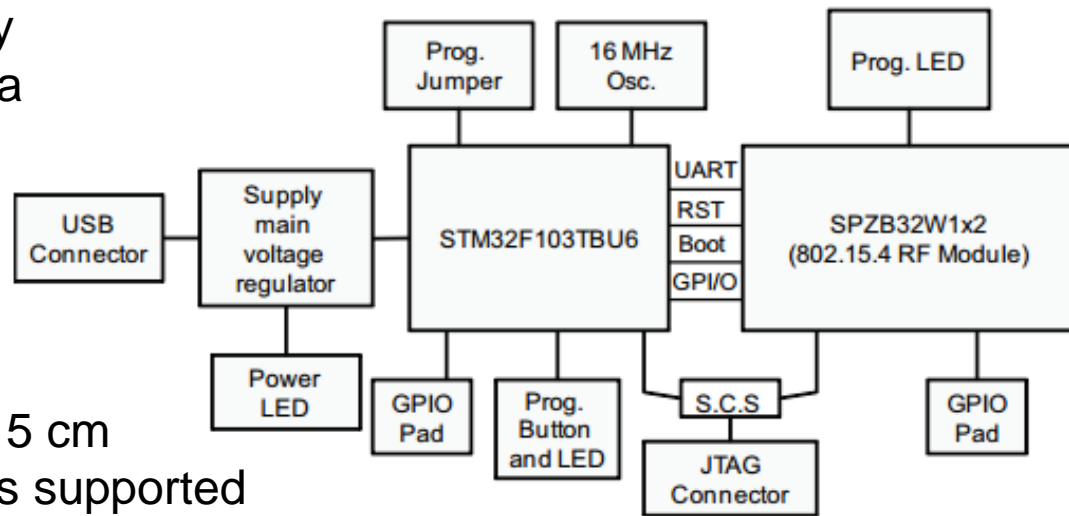 y
a
Prog.
Jumper
16 MHz
Osc.
Prog. LED
USB
Connector
Supply
main
voltage
regulator
STM32F103TBU6
UART
RST
Boot
GPI/O
SPZB32W1x2
(802.15.4 RF Module)
Power
LED
GPIO
Pad
Prog.
Button
and LED
S.C.S
JTAG
Connector
GPIO
Pad
5 cm
s supported